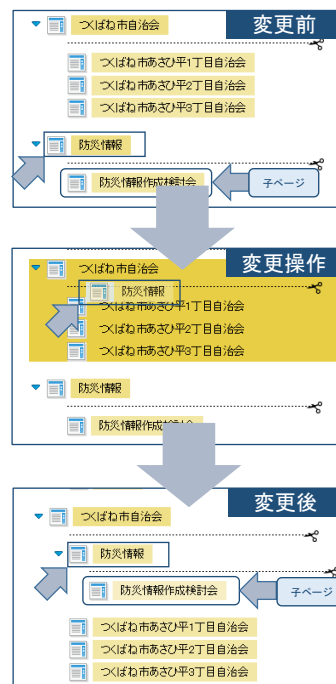 変更前
つくばね市自治会
つくばね市あさひ平1丁目自治会
つくばね市あさひ平2丁目自治会
つくばね市あさひ平3丁目自治会
防災情報
防災情報作成検討会
子ページ
変更操作
つくばね市自治会
防災情報
つくばね市あさひ平1丁目自治会
つくばね市あさひ平2丁目自治会
つくばね市あさひ平3丁目自治会
防災情報
防災情報作成検討会
変更後
つくばね市自治会
防災情報
防災情報作成検討会
子ページ
つくばね市あさひ平1丁目自治会
つくばね市あさひ平2丁目自治会
つくばね市あさひ平3丁目自治会